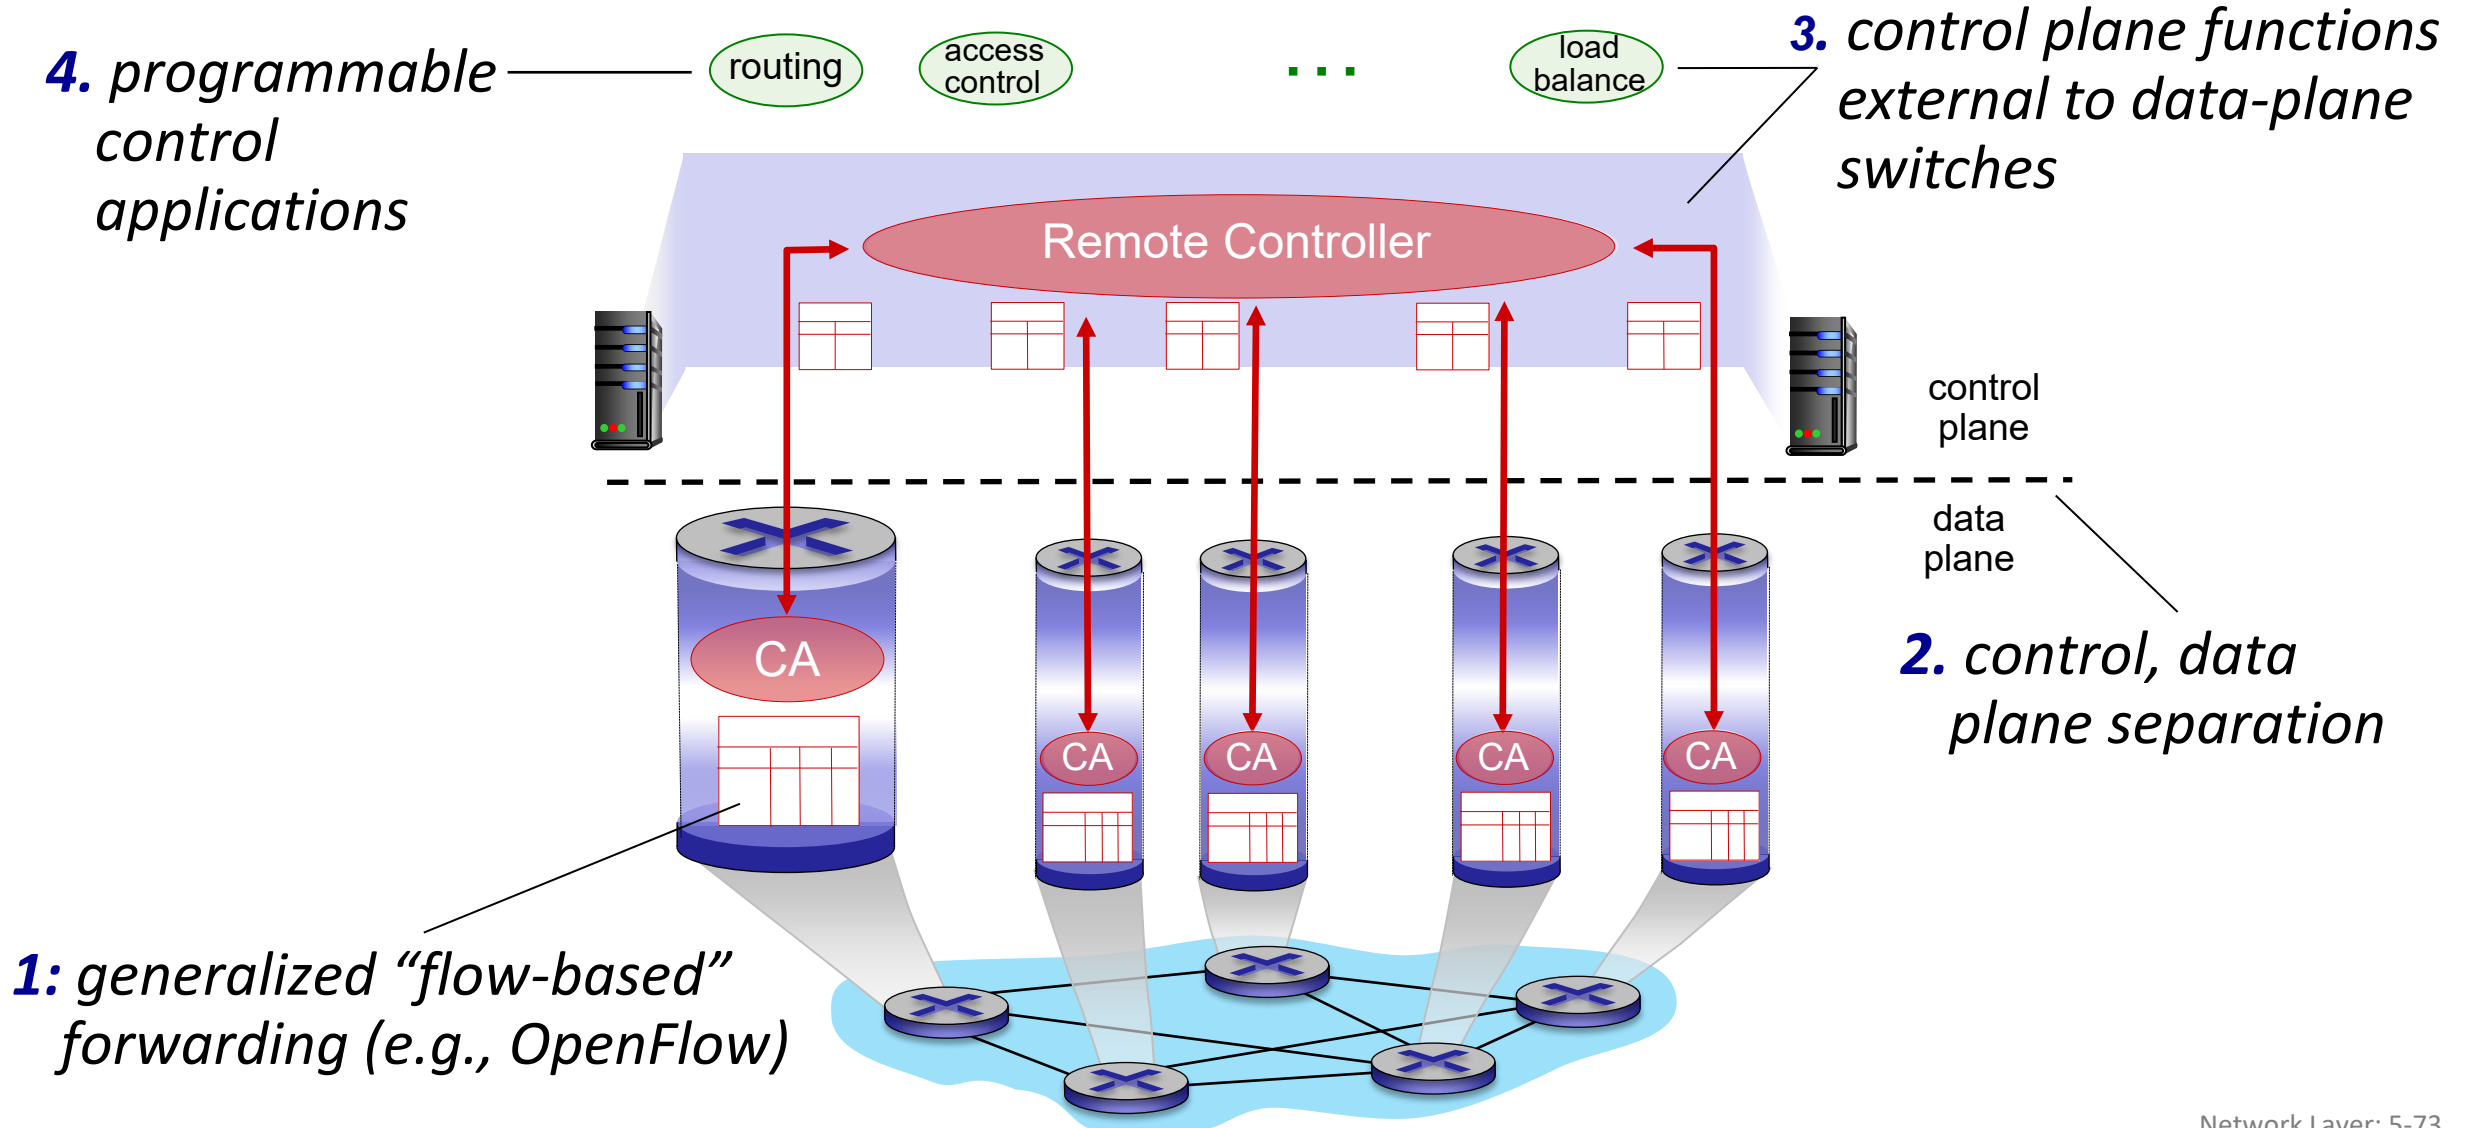 4. programmable
control
applications
routing
access
control
...
load
balance
3. control plane functions
external to data-plane
switches
Remote Controller
control
plane
data
plane
2. control, data
plane separation
CA
CA
CA
CA
CA
1: generalized “flow-based”
forwarding (e.g., OpenFlow)
Network Layer: 5-73